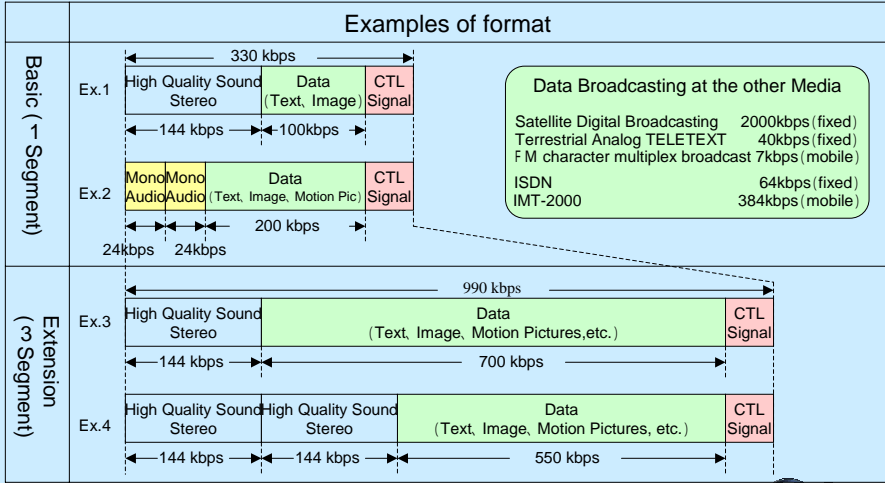 Examples of format
Basic (1 Segment)
330 kbps
Ex.1
High Quality Sound
Stereo
Data
(Text、Image)
CTL
Signal
144 kbps
100kbps
Ex.2
Mono
Audio
Mono
Audio
Data
(Text、Image、Motion Pic)
CTL
Signal
24kbps
24kbps
200 kbps
Data Broadcasting at the other Media
Satellite Digital Broadcasting 2000kbps(fixed)
Terrestrial Analog TELETEXT 40kbps(fixed)
FM character multiplex broadcast 7kbps(mobile)
ISDN 64kbps(fixed)
IMT-2000 384kbps(mobile)
Extension
(3 Segment)
990 kbps
Ex.3
High Quality Sound
Stereo
Data
(Text、Image、Motion Pictures,etc.)
CTL
Signal
144 kbps
700 kbps
Ex.4
High Quality Sound
Stereo
High Quality Sound
Stereo
Data
(Text、Image、Motion Pictures, etc.)
CTL
Signal
144 kbps
144 kbps
550 kbps